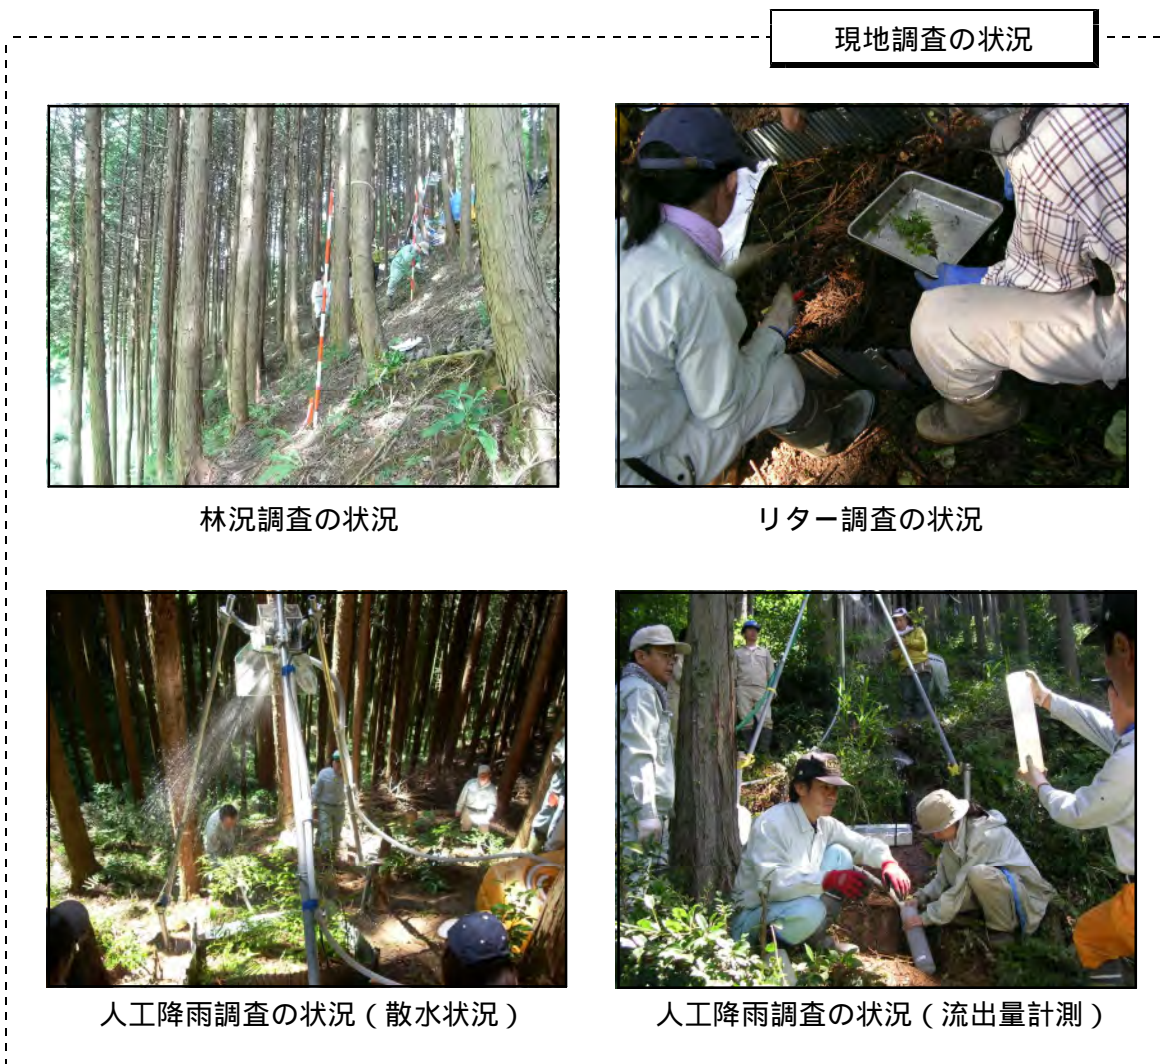 現地調査の状況
林況調査の状況
リター調査の状況
人工降雨調査の状況(散水状況)
人工降雨調査の状況(流出量計測)